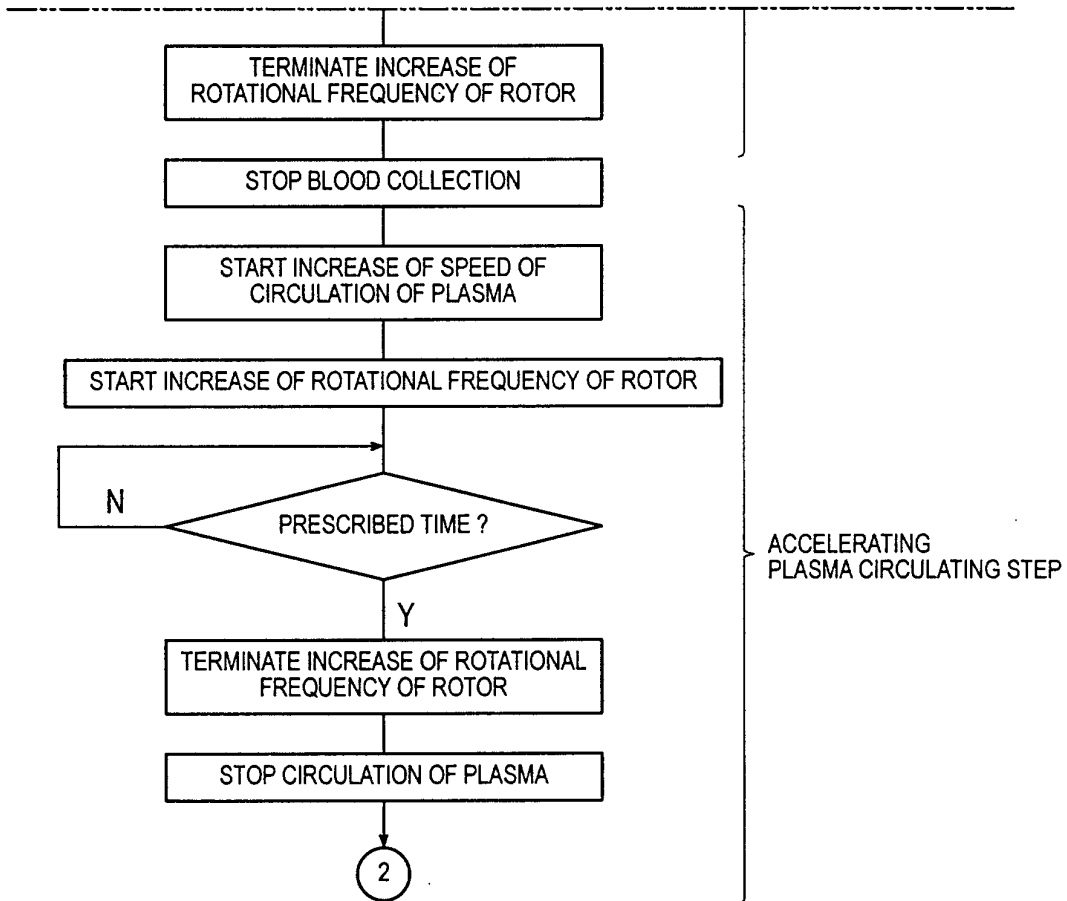 TERMINATE INCREASE OF
ROTATIONAL FREQUENCY OF ROTOR
STOP BLOOD COLLECTION
START INCREASE OF SPEED OF
CIRCULATION OF PLASMA
START INCREASE OF ROTATIONAL FREQUENCY OF ROTOR
N
PRESCRIBED TIME ?
ACCELERATING
PLASMA CIRCULATING STEP
Y
TERMINATE INCREASE OF ROTATIONAL
FREQUENCY OF ROTOR
STOP CIRCULATION OF PLASMA
2